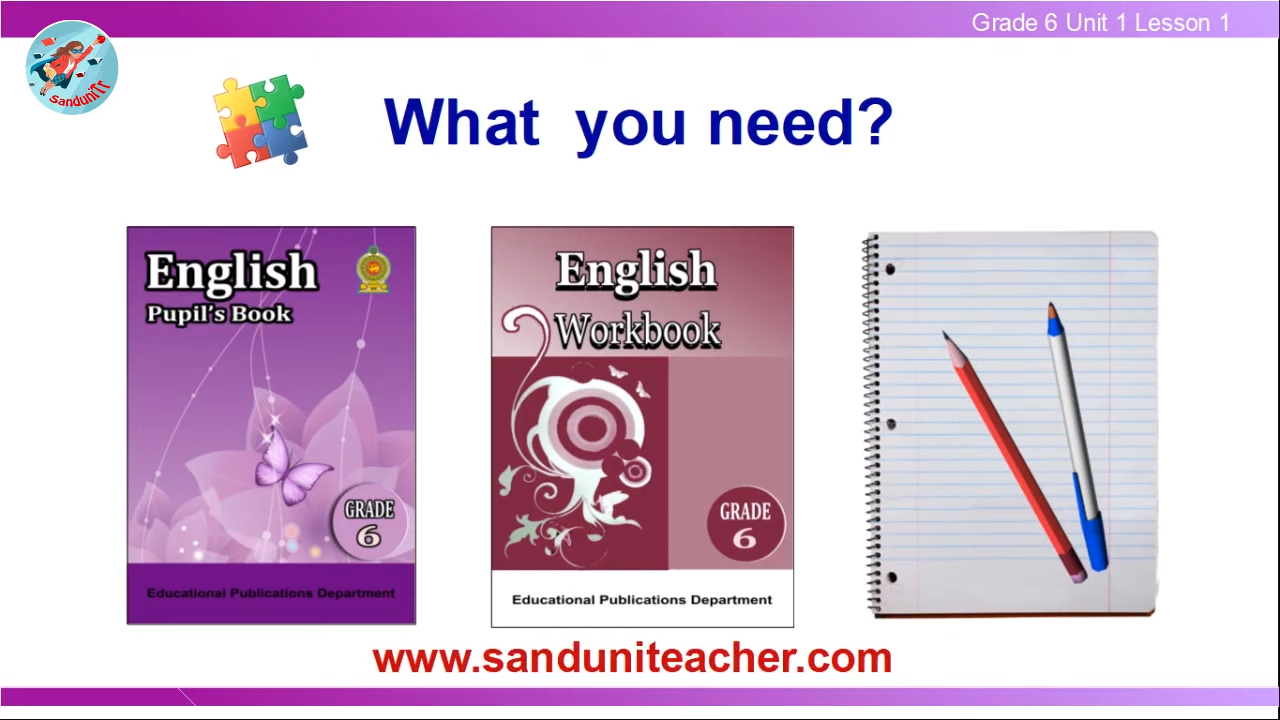 Grade 6 Unit 1 Lesson 1
SanduniTr
What you need?
English
Pupil's Book
GRADE
6
Educational Publications Department
English
Workbook
GRADE
6
Educational Publications Department
www.sanduniteacher.com